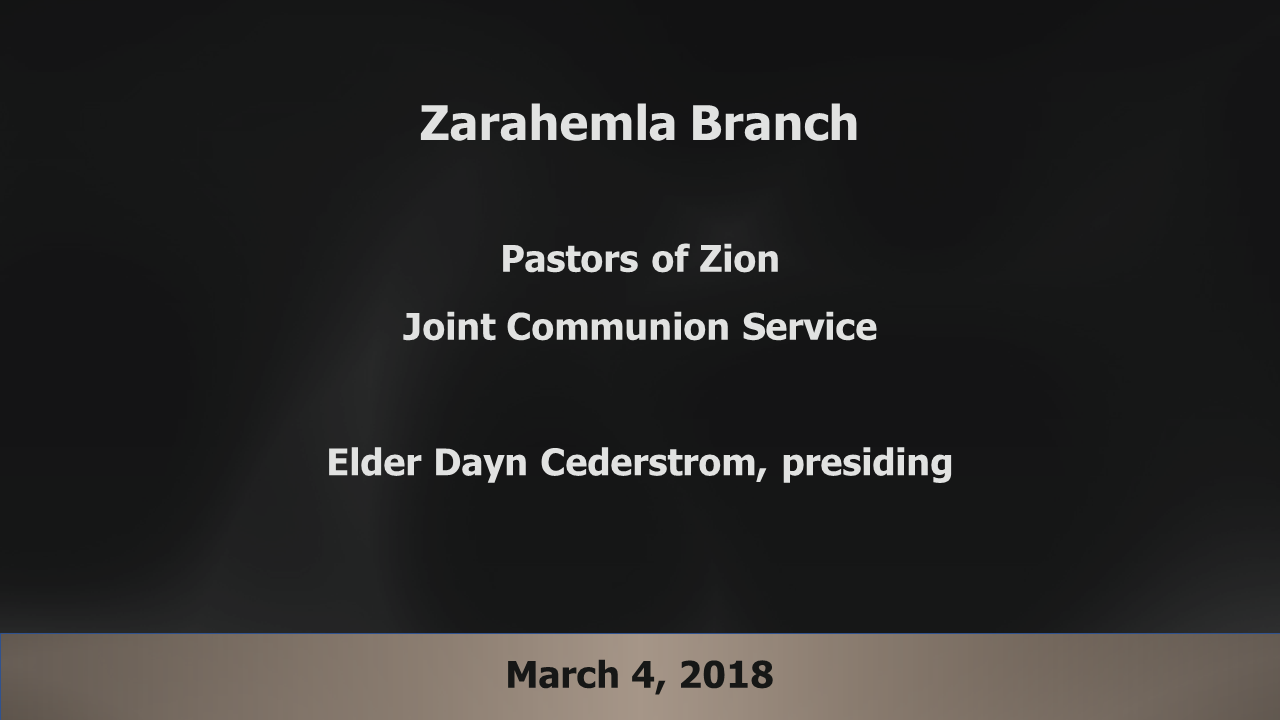 Zarahemla Branch
Pastors of Zion
Joint Communion Service
Elder Dayn Cederstrom, presiding
March 4, 2018